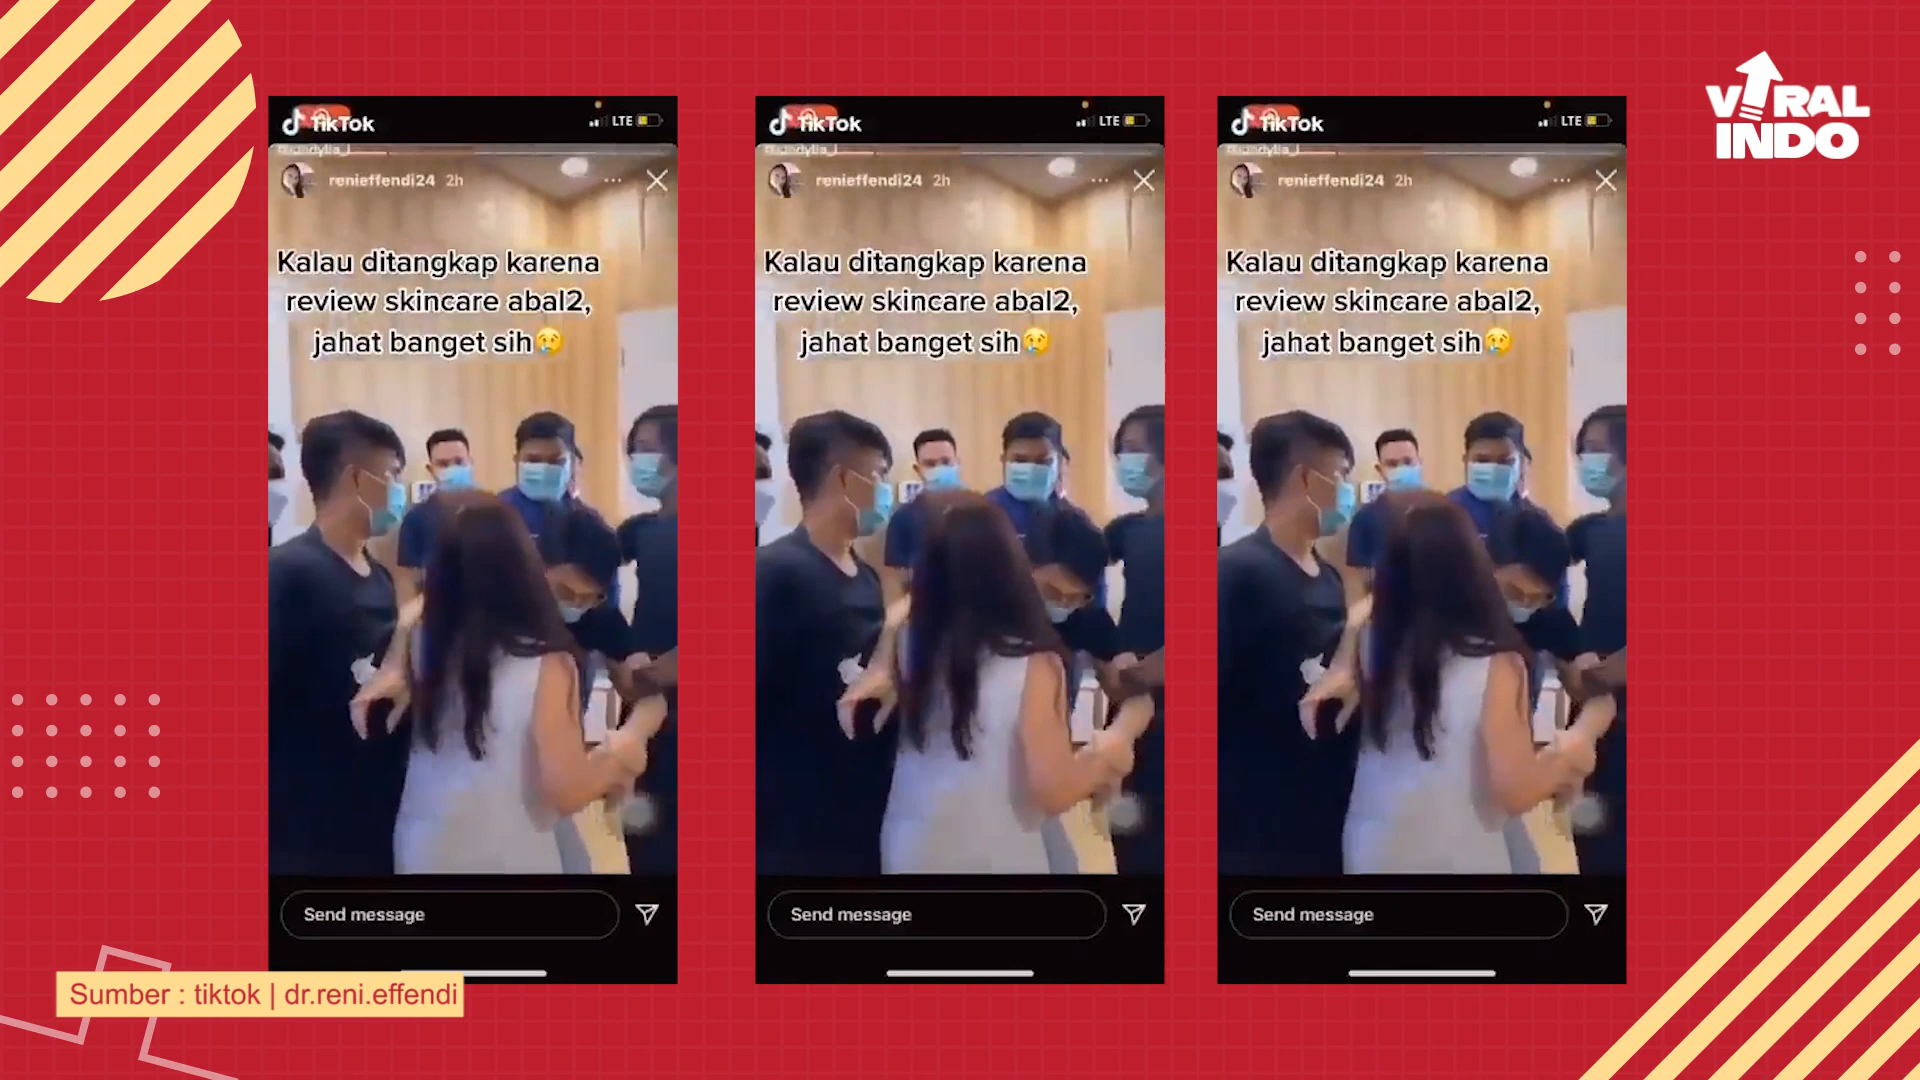 VIRAL
INDO
TikTok
LTE
renieffendi24 2h
Kalau ditangkap karena
review skincare abal2,
jahat banget sih😢
Send message
TikTok
LTE
renieffendi24 2h
Kalau ditangkap karena
review skincare abal2,
jahat banget sih😢
Send message
TikTok
LTE
renieffendi24 2h
Kalau ditangkap karena
review skincare abal2,
jahat banget sih😢
Send message
Sumber : tiktok | dr.reni.effendi